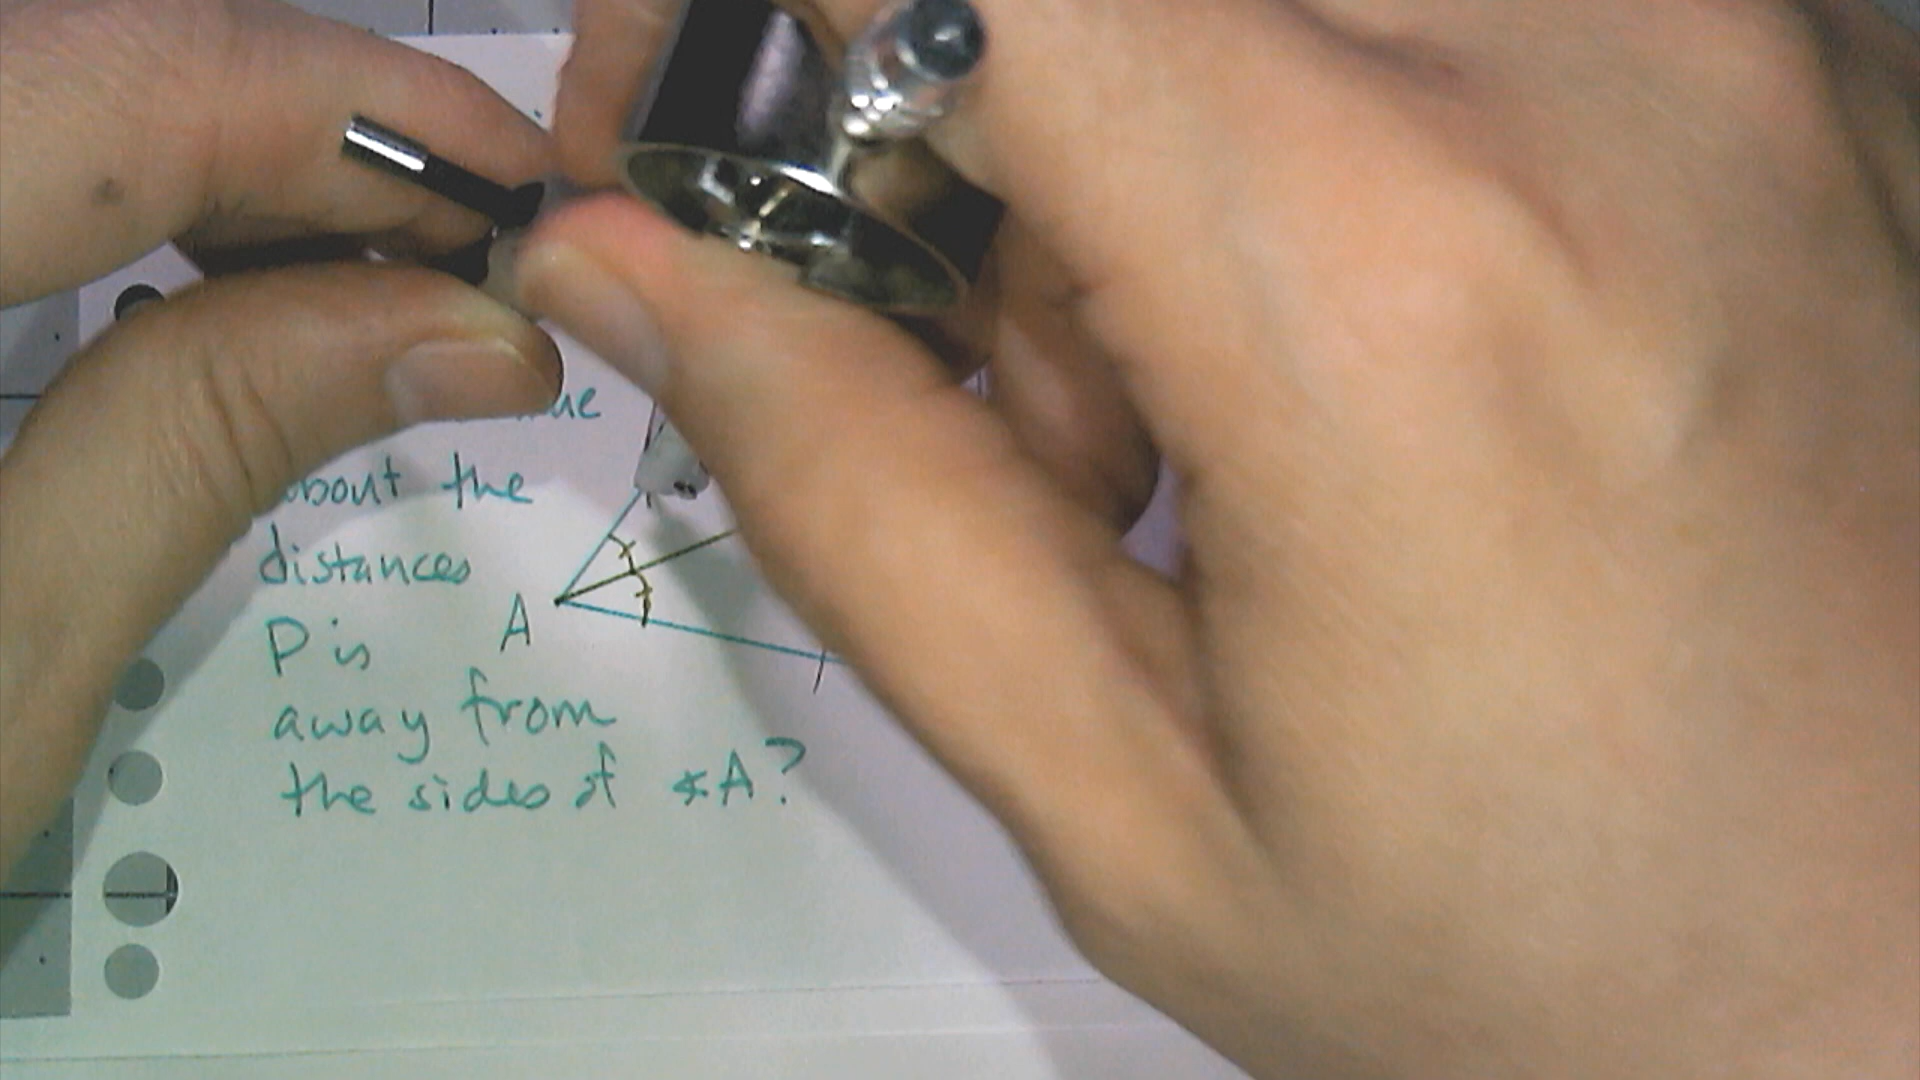 about the
distances
P is
A
away from
the sides of ∡A?